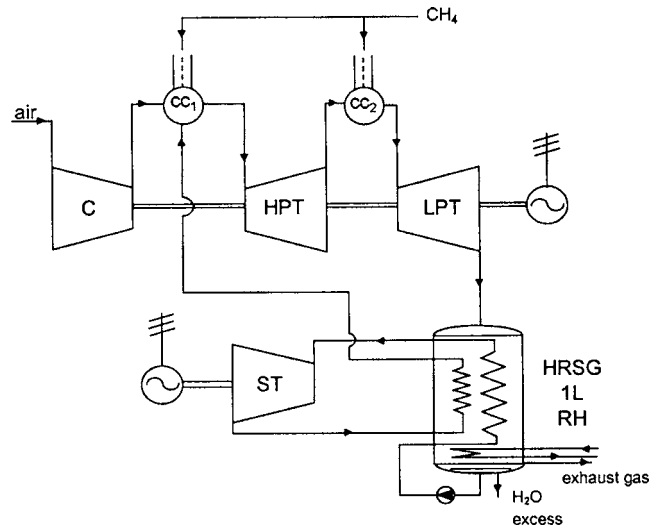 CH₄
air
CC₁
CC₂
C
HPT
LPT
ST
HRSG
1L
RH
exhaust gas
H₂O
excess